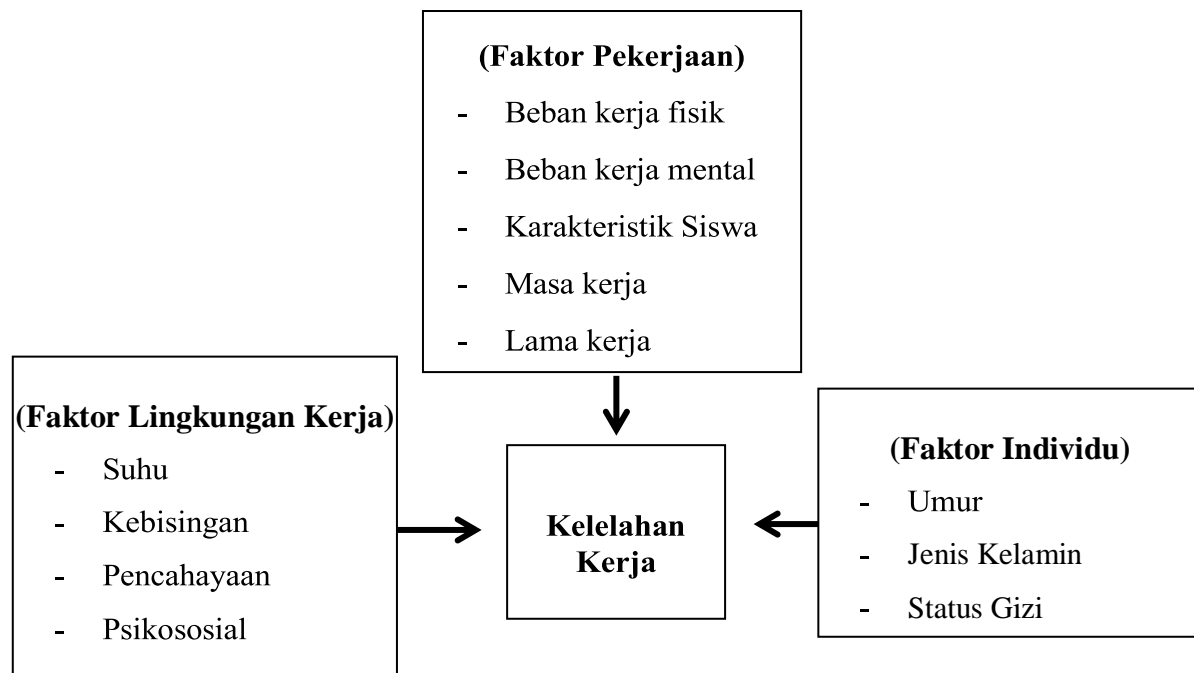 (Faktor Pekerjaan)
- Beban kerja fisik
- Beban kerja mental
- Karakteristik Siswa
- Masa kerja
- Lama kerja
(Faktor Lingkungan Kerja)
- Suhu
- Kebisingan
- Pencahayaan
- Psikososial
Kelelahan
Kerja
(Faktor Individu)
- Umur
- Jenis Kelamin
- Status Gizi